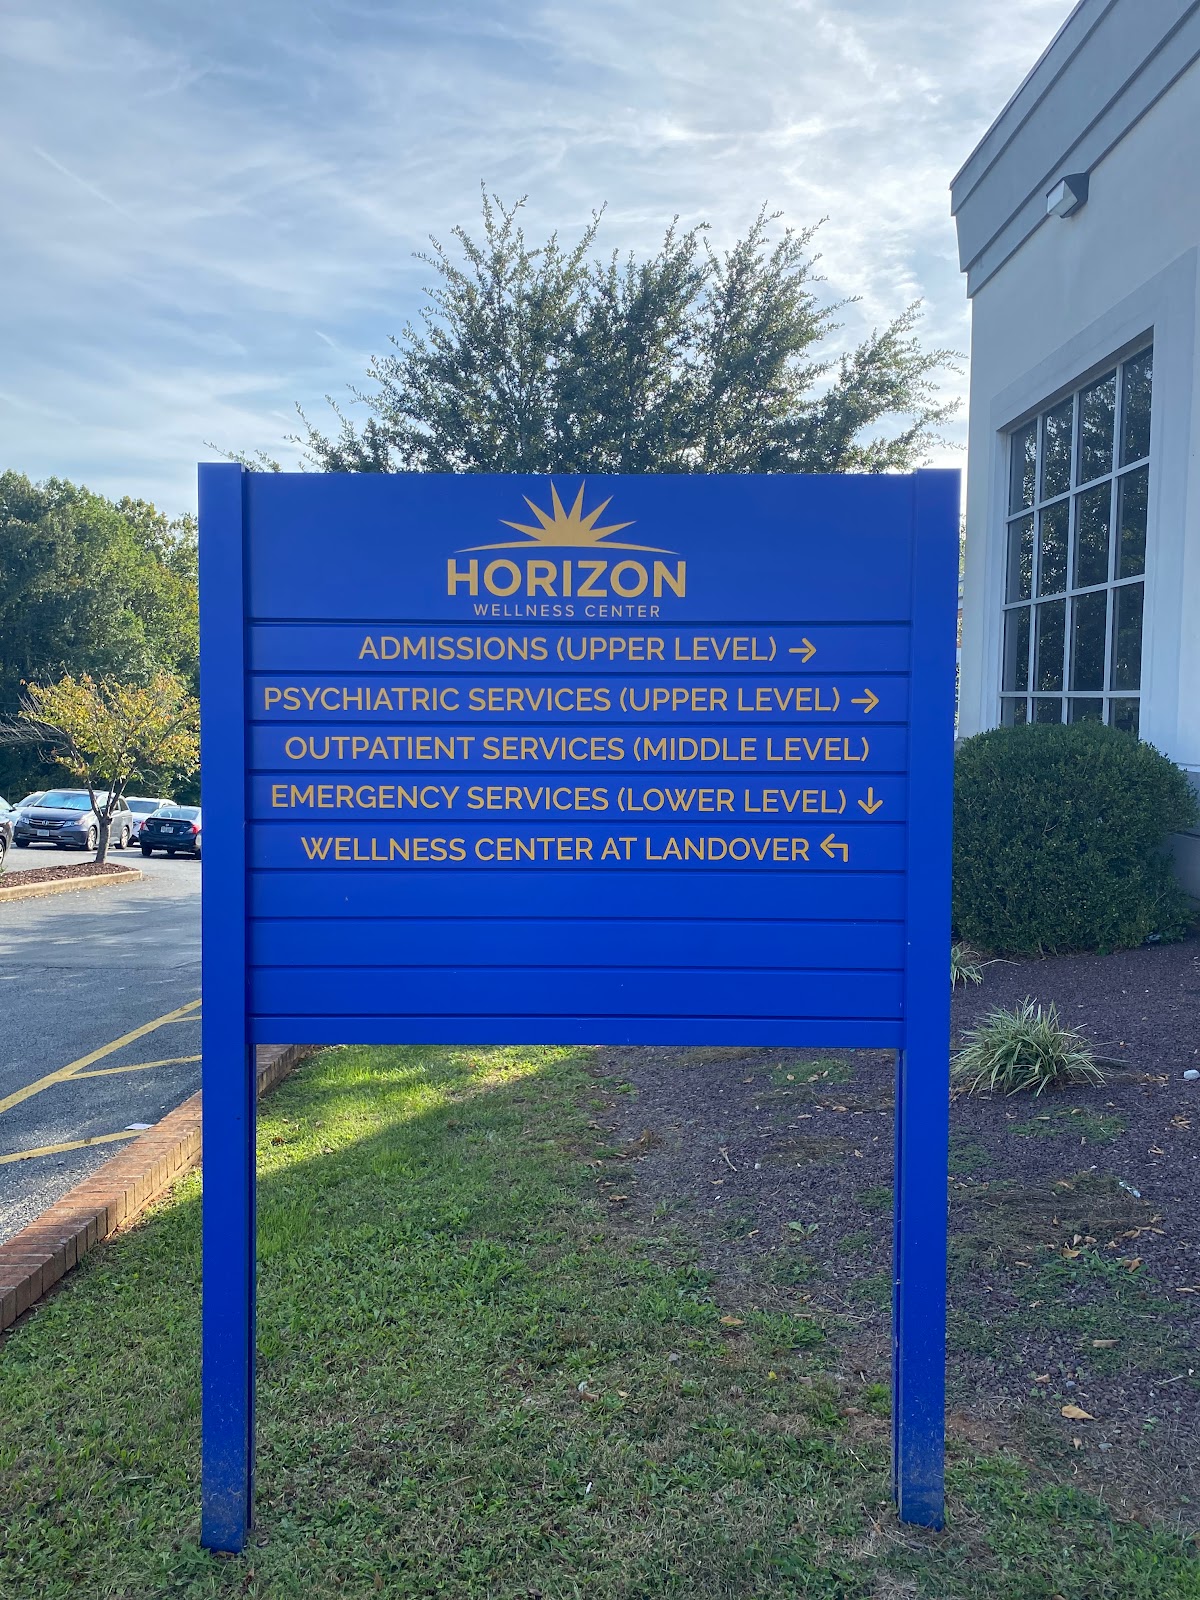 HORIZON
WELLNESS CENTER
ADMISSIONS (UPPER LEVEL) →
PSYCHIATRIC SERVICES (UPPER LEVEL) →
OUTPATIENT SERVICES (MIDDLE LEVEL)
EMERGENCY SERVICES (LOWER LEVEL) ↓
WELLNESS CENTER AT LANDOVER ↰